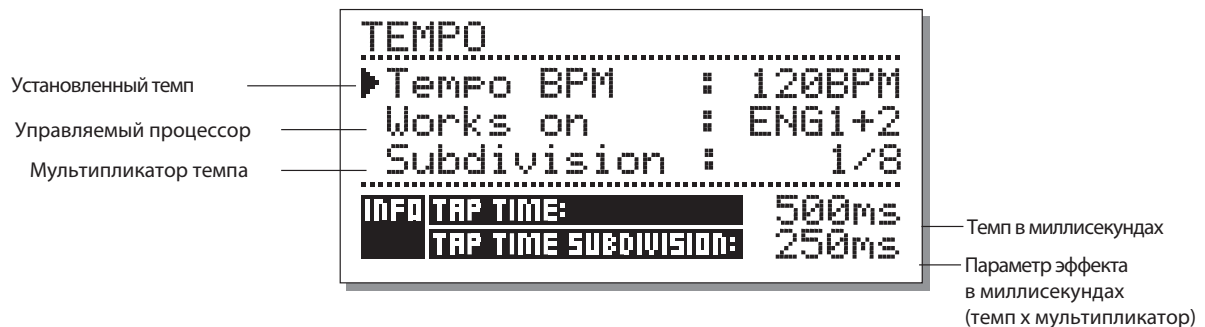 TEMPO
Установленный темп
Tempo BPM : 120BPM
Управляемый процессор
Works on : ENG1+2
Мультипликатор темпа
Subdivision : 1/8
INFO TAP TIME: 500ms
TAP TIME SUBDIVISION: 250ms
Темп в миллисекундах
Параметр эффекта
в миллисекундах
(темп х мультипликатор)